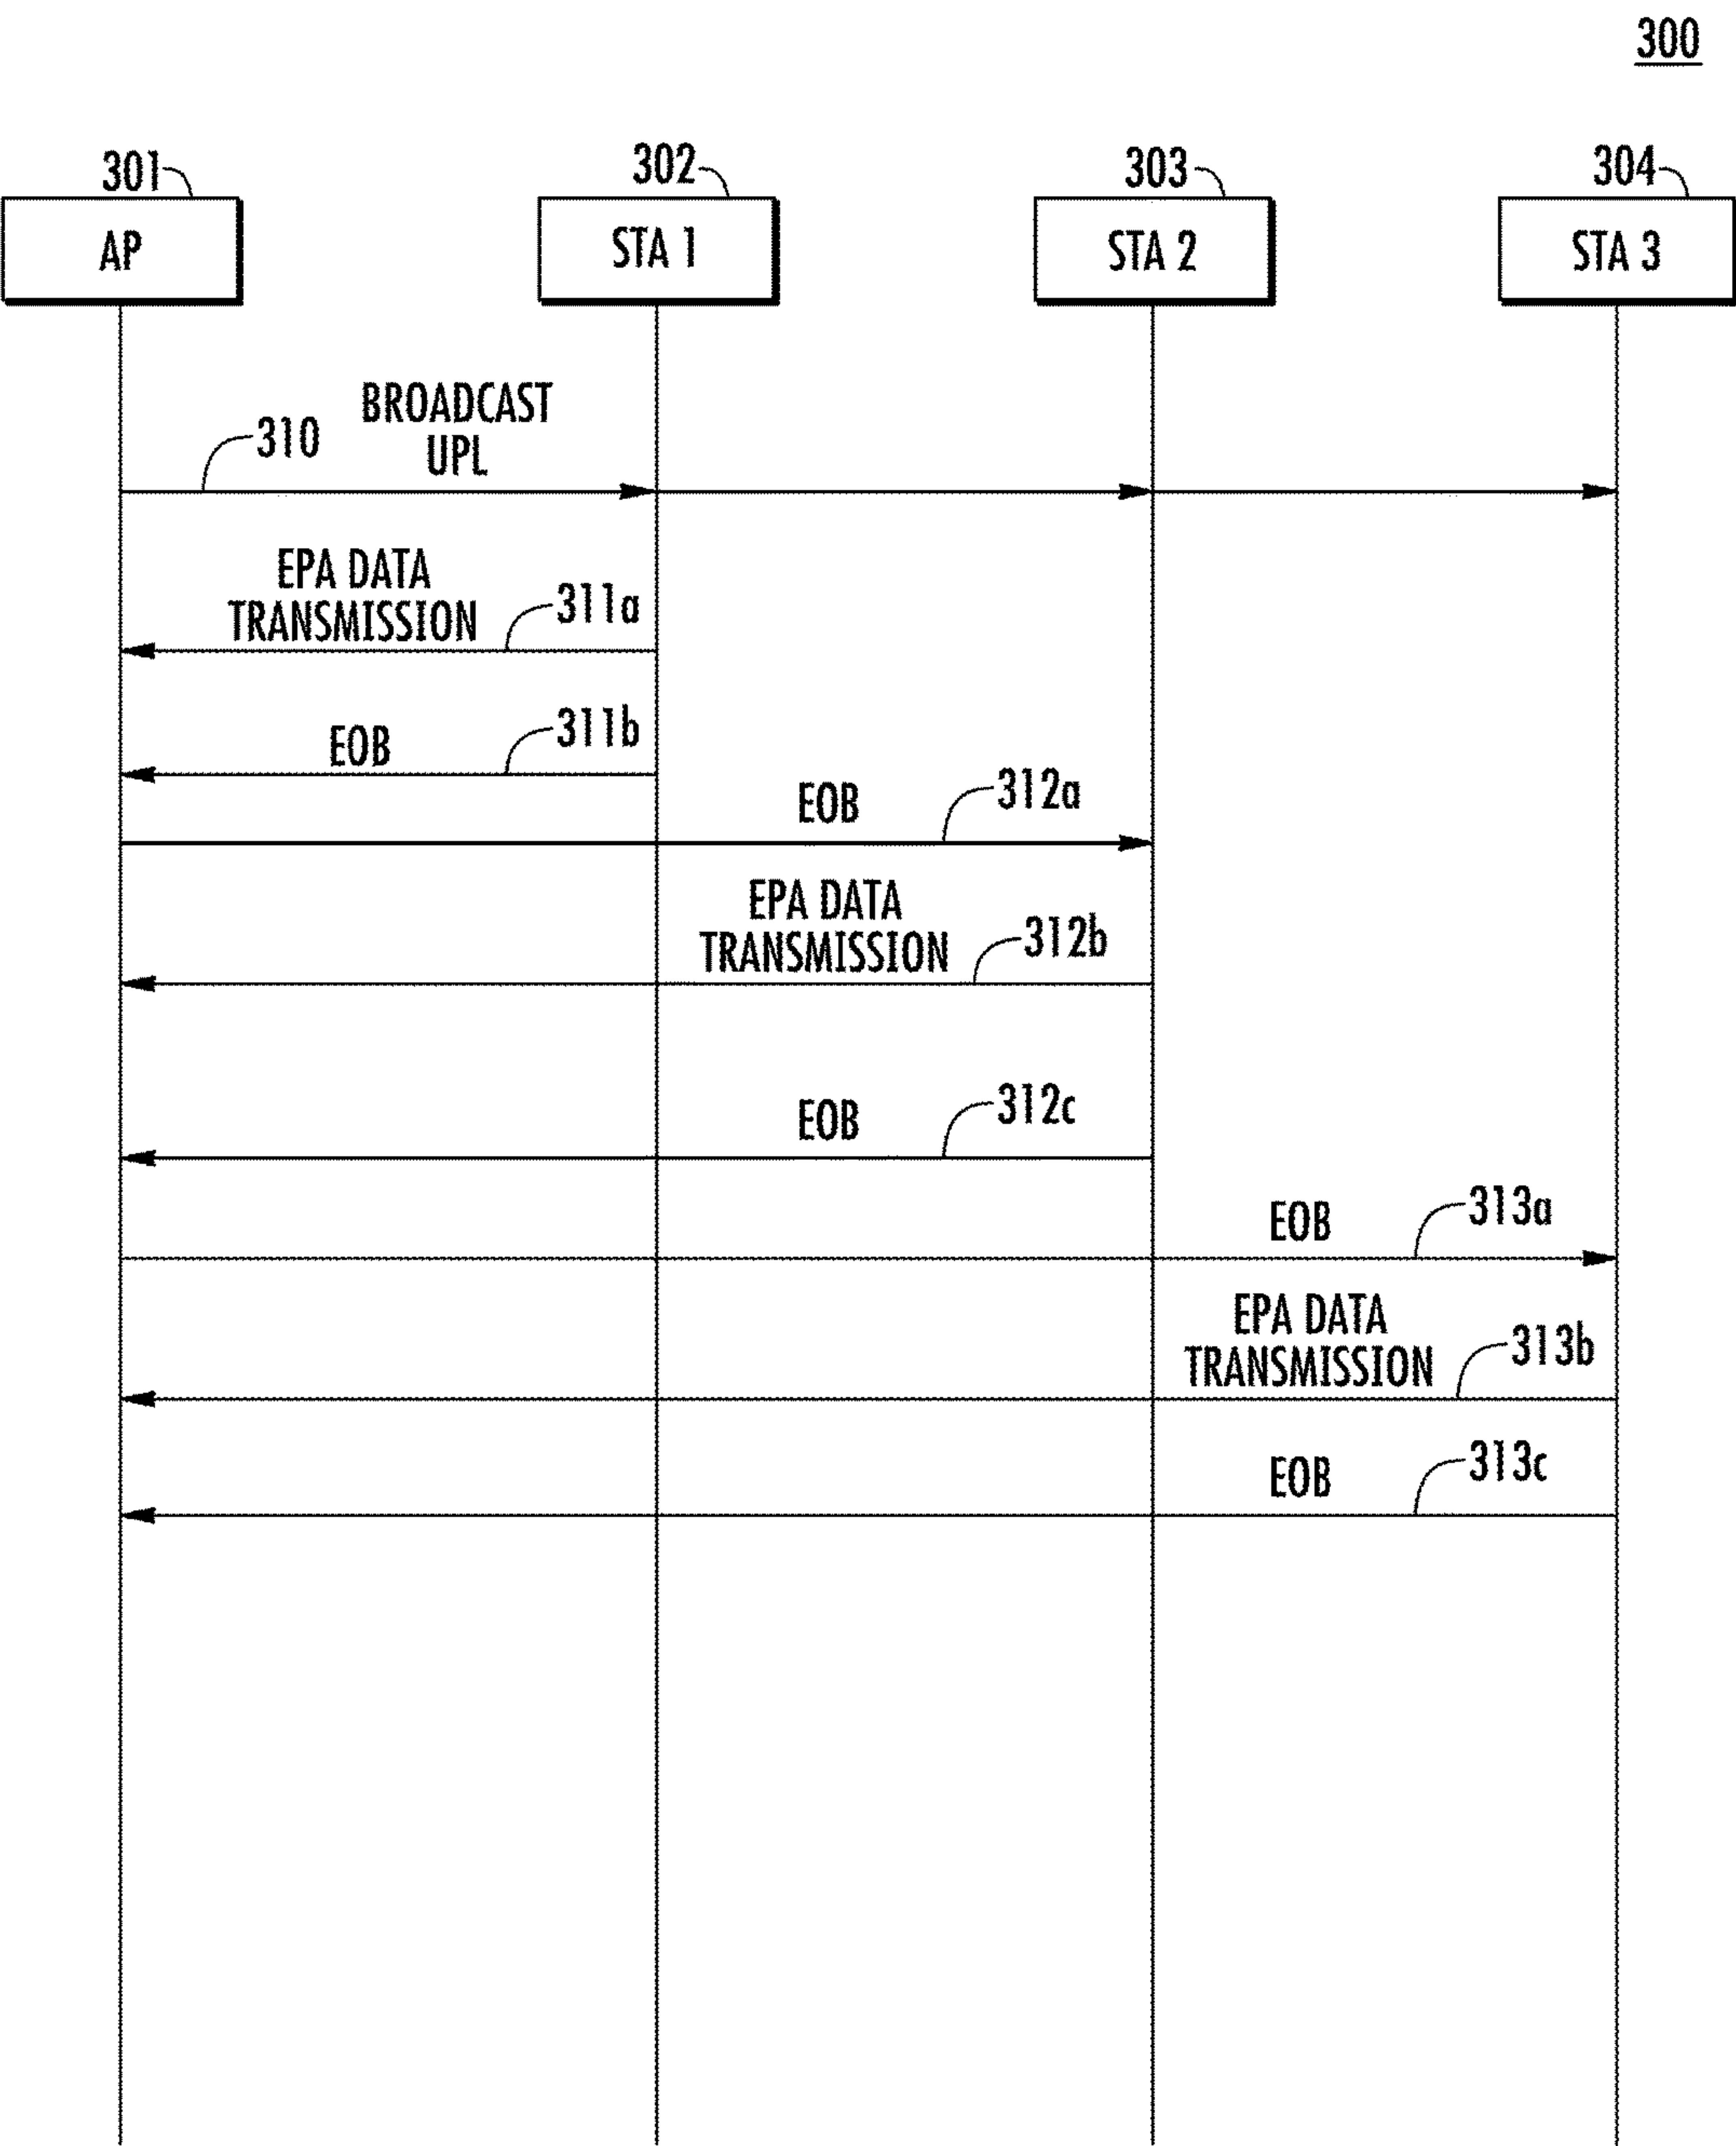 300
301
302
303
304
AP
STA 1
STA 2
STA 3
BROADCAST
UPL
310
EPA DATA
TRANSMISSION
311a
EOB
311b
EOB
312a
EPA DATA
TRANSMISSION
312b
EOB
312c
EOB
313a
EPA DATA
TRANSMISSION
313b
EOB
313c